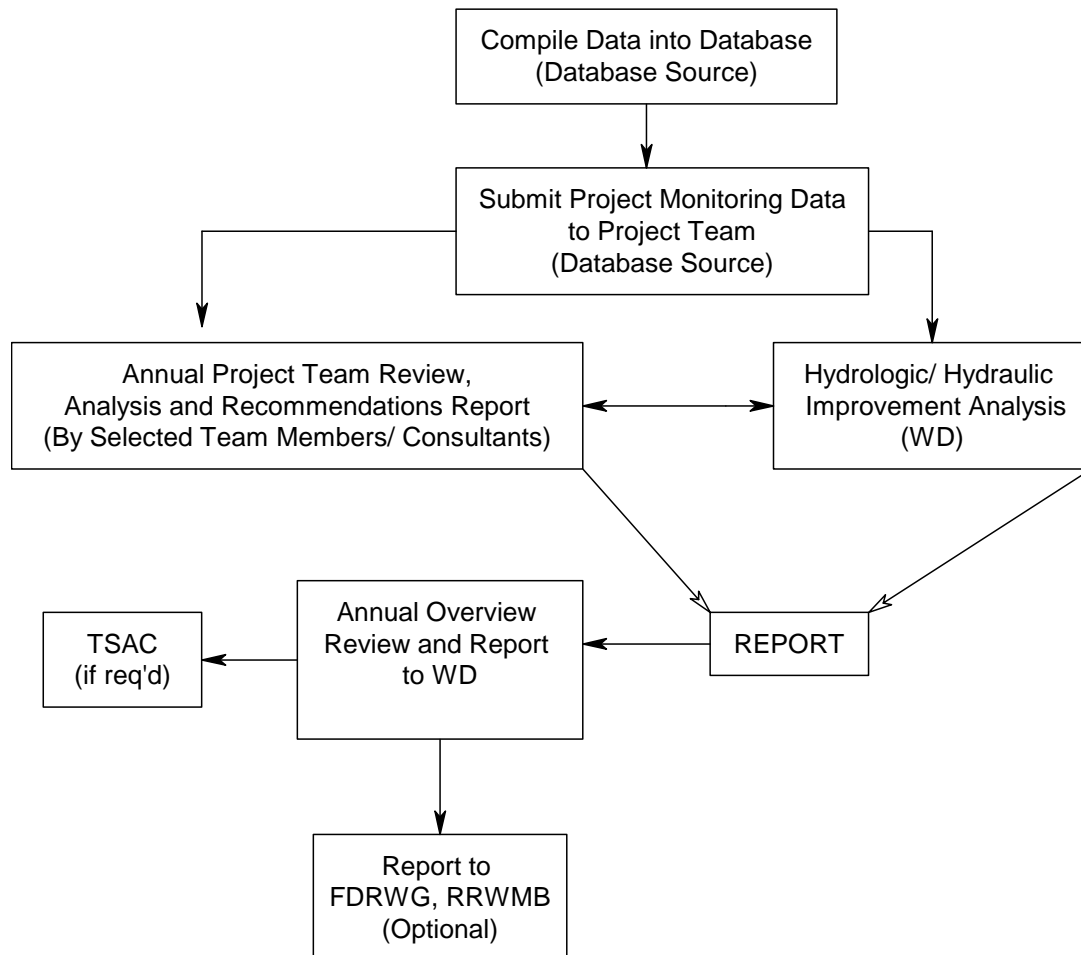 Compile Data into Database
(Database Source)
Submit Project Monitoring Data
to Project Team
(Database Source)
Annual Project Team Review,
Analysis and Recommendations Report
(By Selected Team Members/ Consultants)
Hydrologic/ Hydraulic
Improvement Analysis
(WD)
TSAC
(if req'd)
Annual Overview
Review and Report
to WD
REPORT
Report to
FDRWG, RRWMB
(Optional)